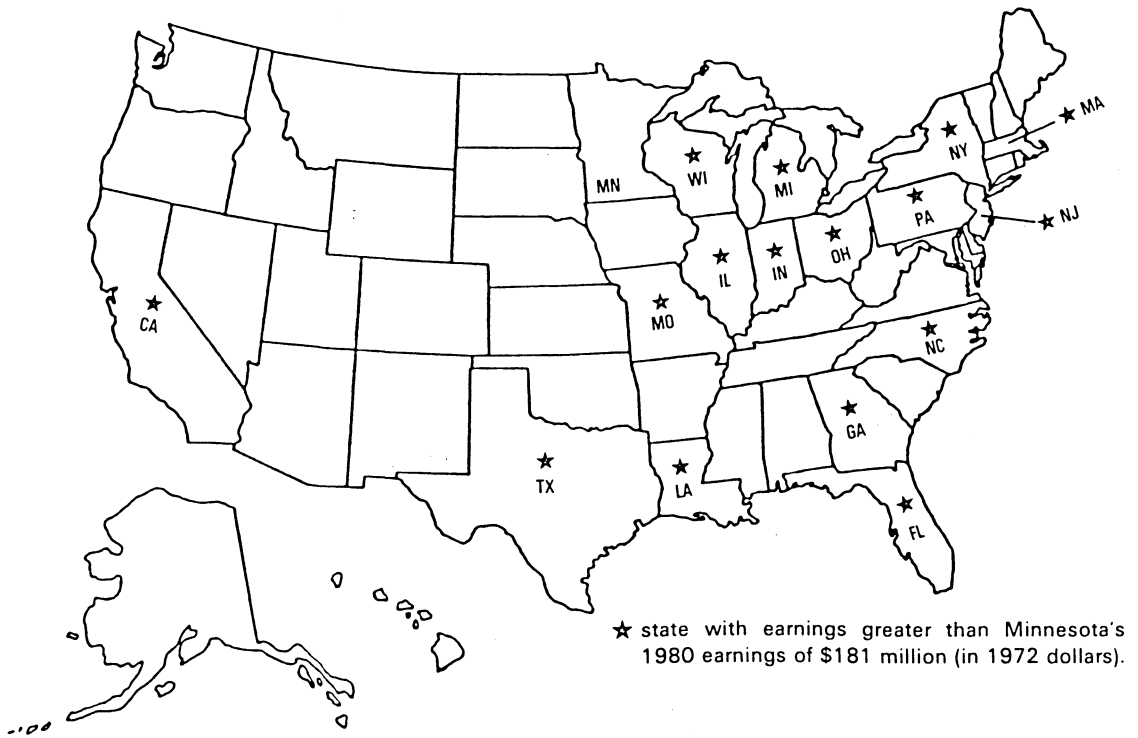 MA
NY
WI
MI
MN
PA
NJ
OH
IL
IN
MO
CA
NC
GA
TX
LA
FL
state with earnings greater than Minnesota's
1980 earnings of $181 million (in 1972 dollars).